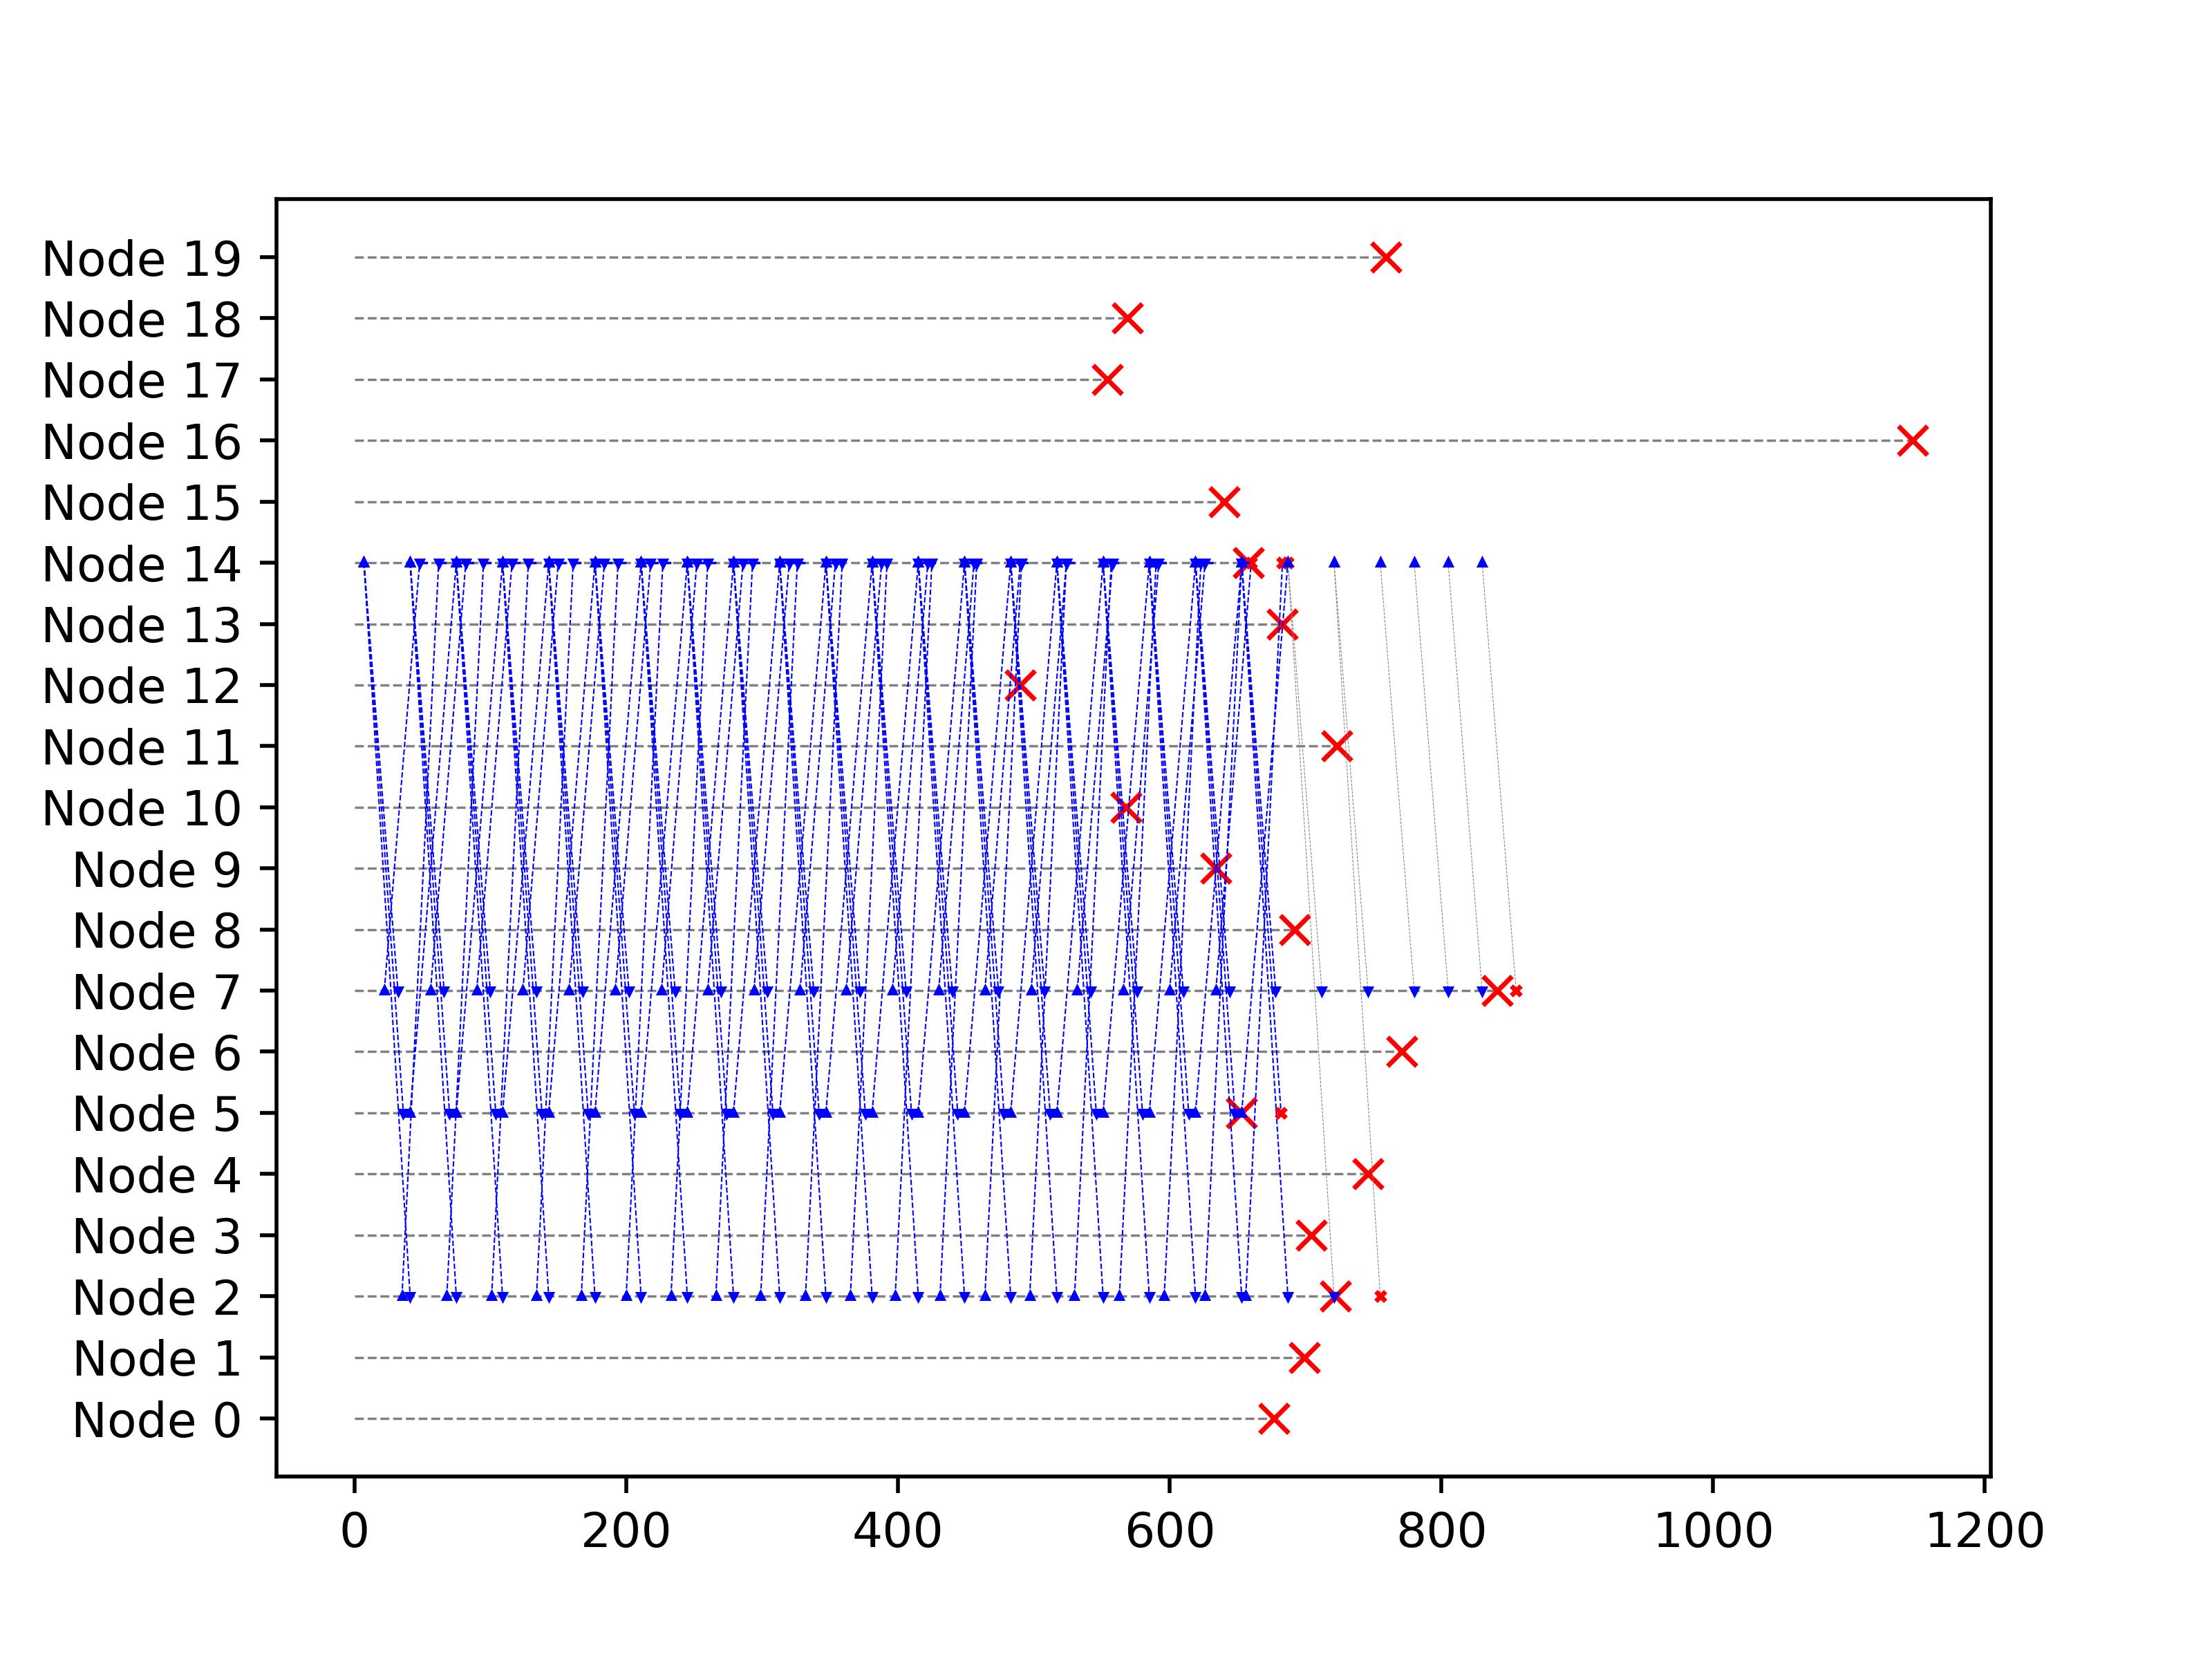 Node 19
Node 18
Node 17
Node 16
Node 15
Node 14
Node 13
Node 12
Node 11
Node 10
Node 9
Node 8
Node 7
Node 6
Node 5
Node 4
Node 3
Node 2
Node 1
Node 0
0 200 400 600 800 1000 1200